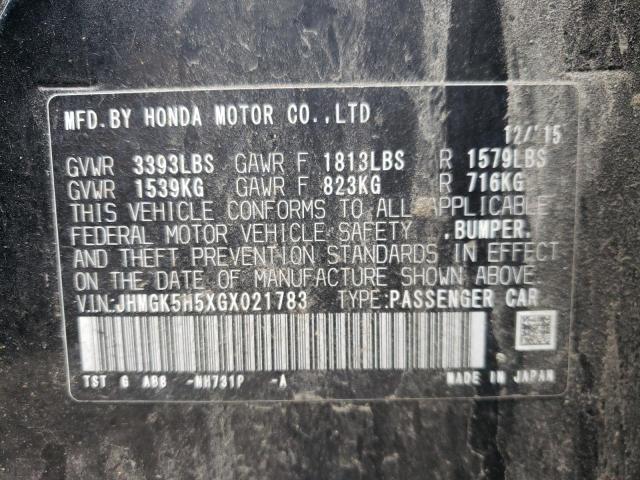 MFD.BY HONDA MOTOR CO.,LTD 12/'15
GVWR 3393LBS GAWR F 1813LBS R 1579LBS
GVWR 1539KG GAWR F 823KG R 716KG
THIS VEHICLE CONFORMS TO ALL APPLICABLE
FEDERAL MOTOR VEHICLE SAFETY ,BUMPER,
AND THEFT PREVENTION STANDARDS IN EFFECT
ON THE DATE OF MANUFACTURE SHOWN ABOVE
V.I.N:JHMGK5H5XGX021783 TYPE:PASSENGER CAR
TST G AB8 -NH731P -A MADE IN JAPAN